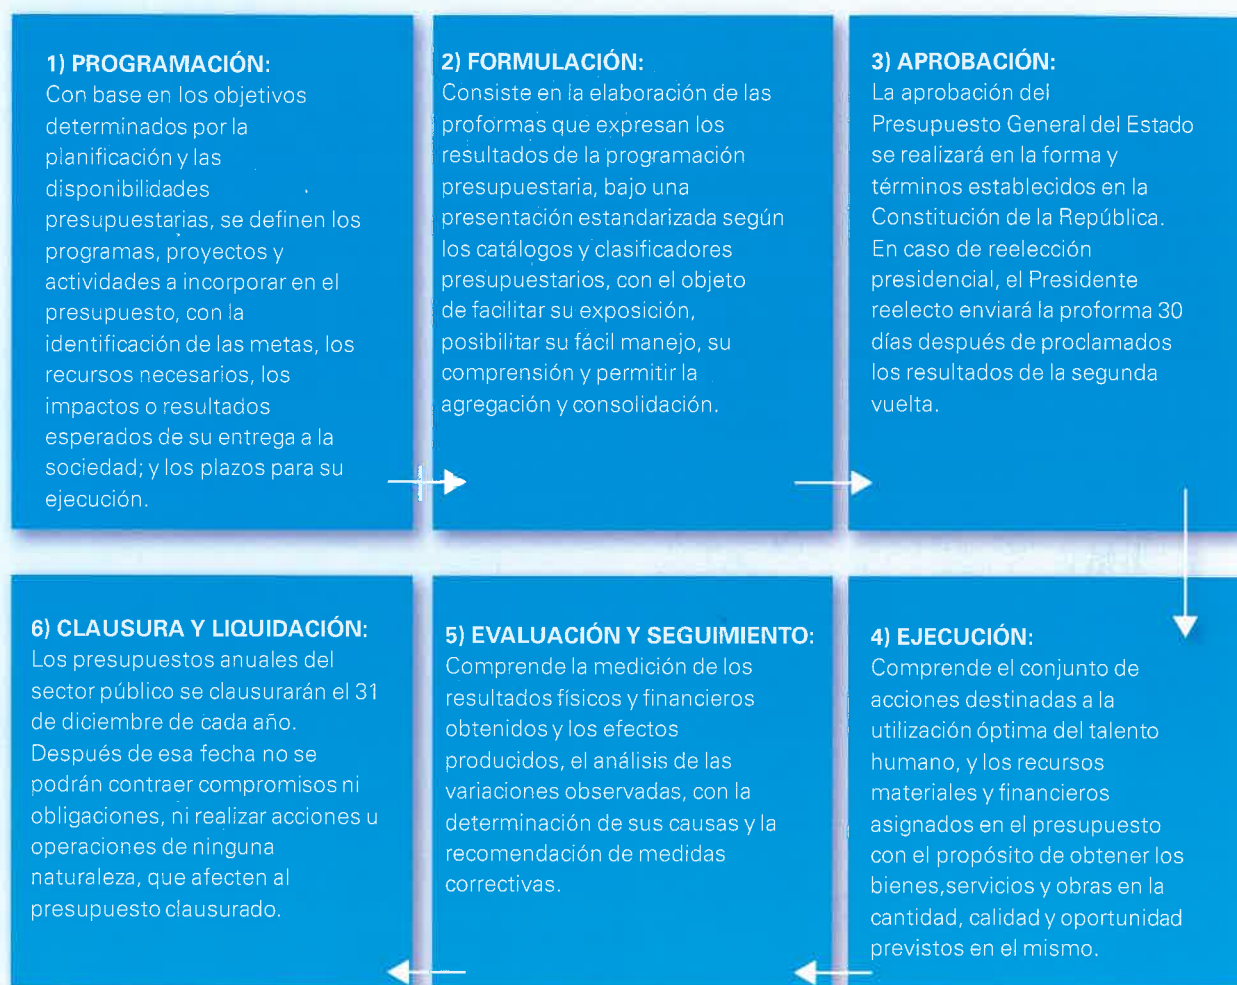 1) PROGRAMACIÓN:
Con base en los objetivos
determinados por la
planificación y las
disponibilidades
presupuestarias, se definen los
programas, proyectos y
actividades a incorporar en el
presupuesto, con la
identificación de las metas, los
recursos necesarios, los
impactos o resultados
esperados de su entrega a la
sociedad; y los plazos para su
ejecución.
2) FORMULACIÓN:
Consiste en la elaboración de las
proformas que expresan los
resultados de la programación
presupuestaria, bajo una
presentación estandarizada según
los catálogos y clasificadores
presupuestarios, con el objeto
de facilitar su exposición,
posibilitar su fácil manejo, su
comprensión y permitir la
agregación y consolidación.
3) APROBACIÓN:
La aprobación del
Presupuesto General del Estado
se realizará en la forma y
términos establecidos en la
Constitución de la República.
En caso de reelección
presidencial, el Presidente
reelecto enviará la proforma 30
días después de proclamados
los resultados de la segunda
vuelta.
4) EJECUCIÓN:
Comprende el conjunto de
acciones destinadas a la
utilización óptima del talento
humano, y los recursos
materiales y financieros
asignados en el presupuesto
con el propósito de obtener los
bienes,servicios y obras en la
cantidad, calidad y oportunidad
previstos en el mismo.
5) EVALUACIÓN Y SEGUIMIENTO:
Comprende la medición de los
resultados físicos y financieros
obtenidos y los efectos
producidos, el análisis de las
variaciones observadas, con la
determinación de sus causas y la
recomendación de medidas
correctivas.
6) CLAUSURA Y LIQUIDACIÓN:
Los presupuestos anuales del
sector público se clausurarán el 31
de diciembre de cada año.
Después de esa fecha no se
podrán contraer compromisos ni
obligaciones, ni realizar acciones u
operaciones de ninguna
naturaleza, que afecten al
presupuesto clausurado.